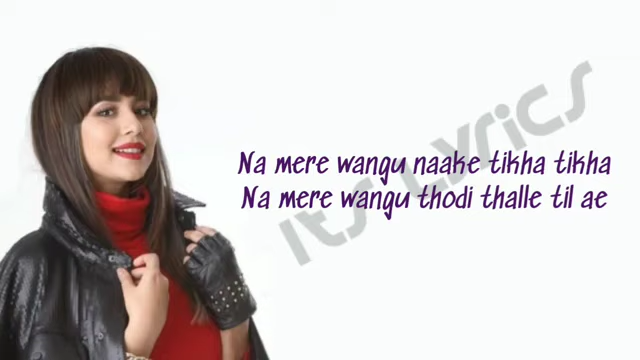 Na mere wangu naake tikha tikha
Na mere wangu thodi thalle til ae
Its Lyrics